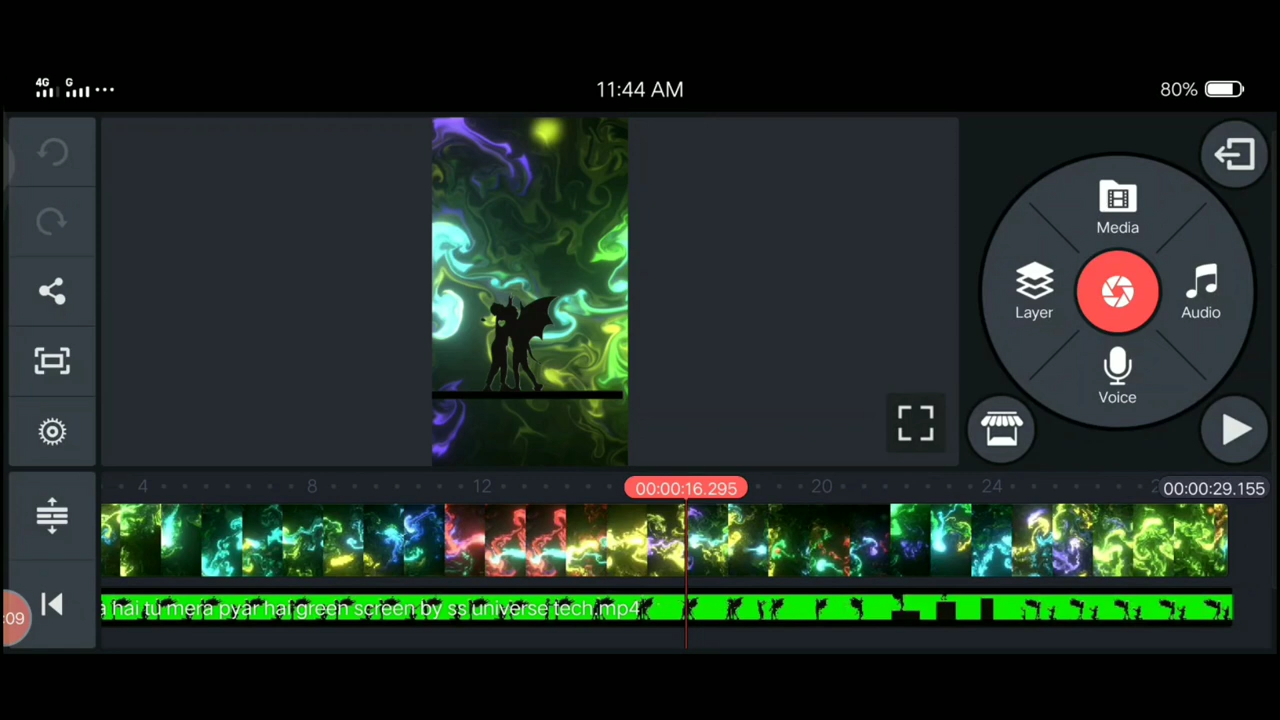 4G G 11:44 AM 80%
Media
Layer
Audio
Voice
4 8 12 00:00:16.295 20 24 00:00:29.155
a hai tu mera pyar hai green screen by ss universe tech.mp4
:09